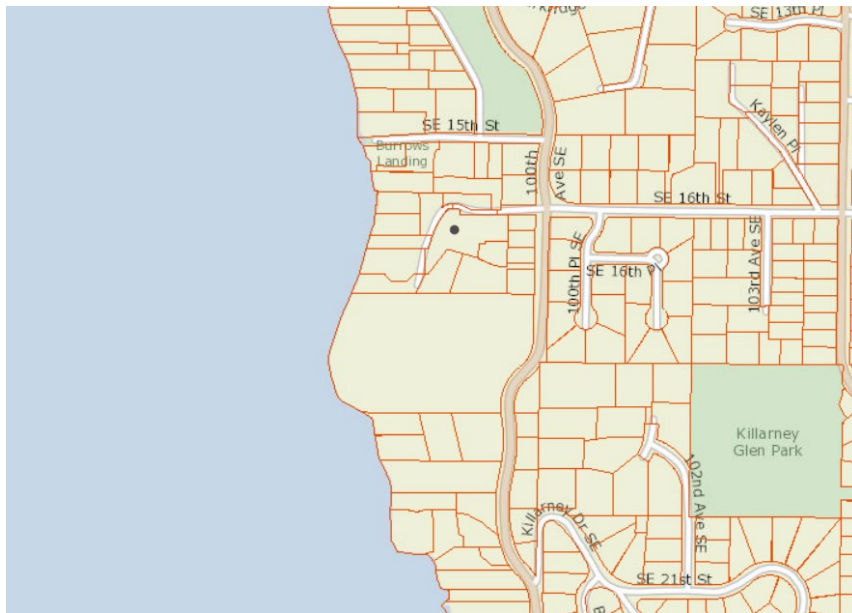 SE 13th Pl
Kaylen Pl
SE 15th St
Burrows
Landing
100th
Ave SE
SE 16th St
100th Pl SE
SE 16th Pl
103rd Ave SE
Killarney
Glen Park
102nd Ave SE
Killarney Dr SE
SE 21st St